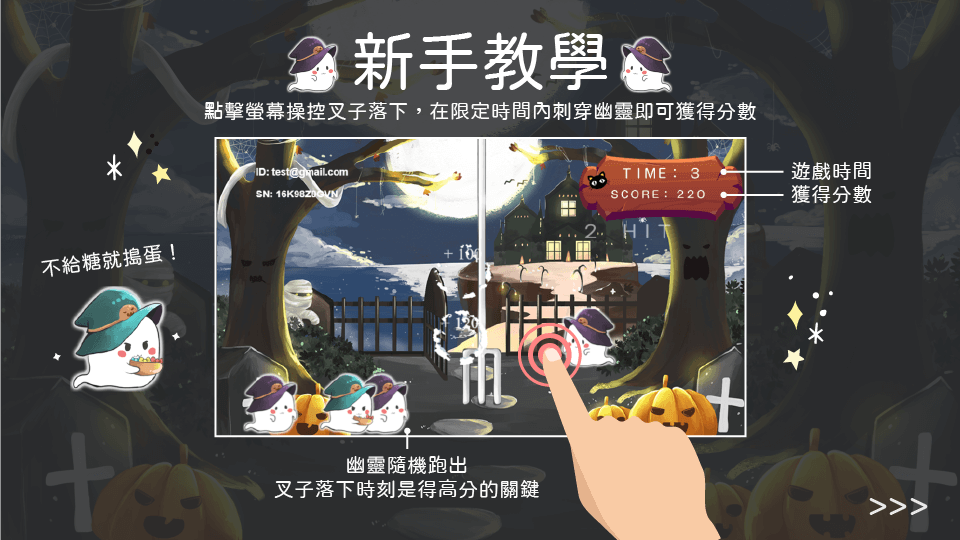 新手教學
點擊螢幕操控叉子落下，在限定時間內刺穿幽靈即可獲得分數
ID: test@gmail.com
TIME: 3
遊戲時間
SCORE: 220
獲得分數
2 HIT
不給糖就搗蛋！
+ 100
+ 120
幽靈隨機跑出
叉子落下時刻是得高分的關鍵
>>>